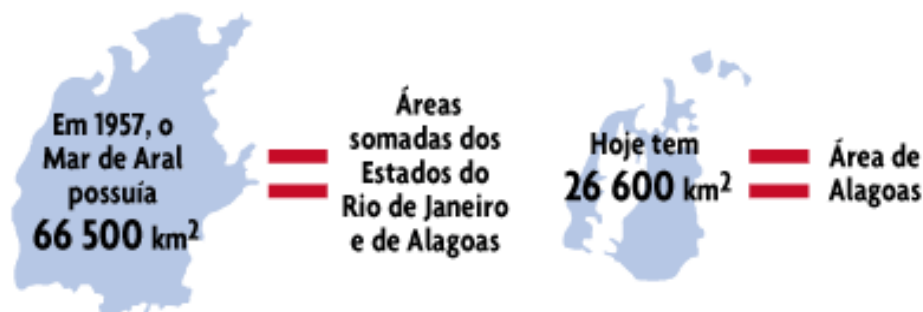 Em 1957, o
Mar de Aral
possuía
66 500 km²
Áreas
somadas dos
Estados do
Rio de Janeiro
e de Alagoas
Hoje tem
26 600 km²
Área de
Alagoas